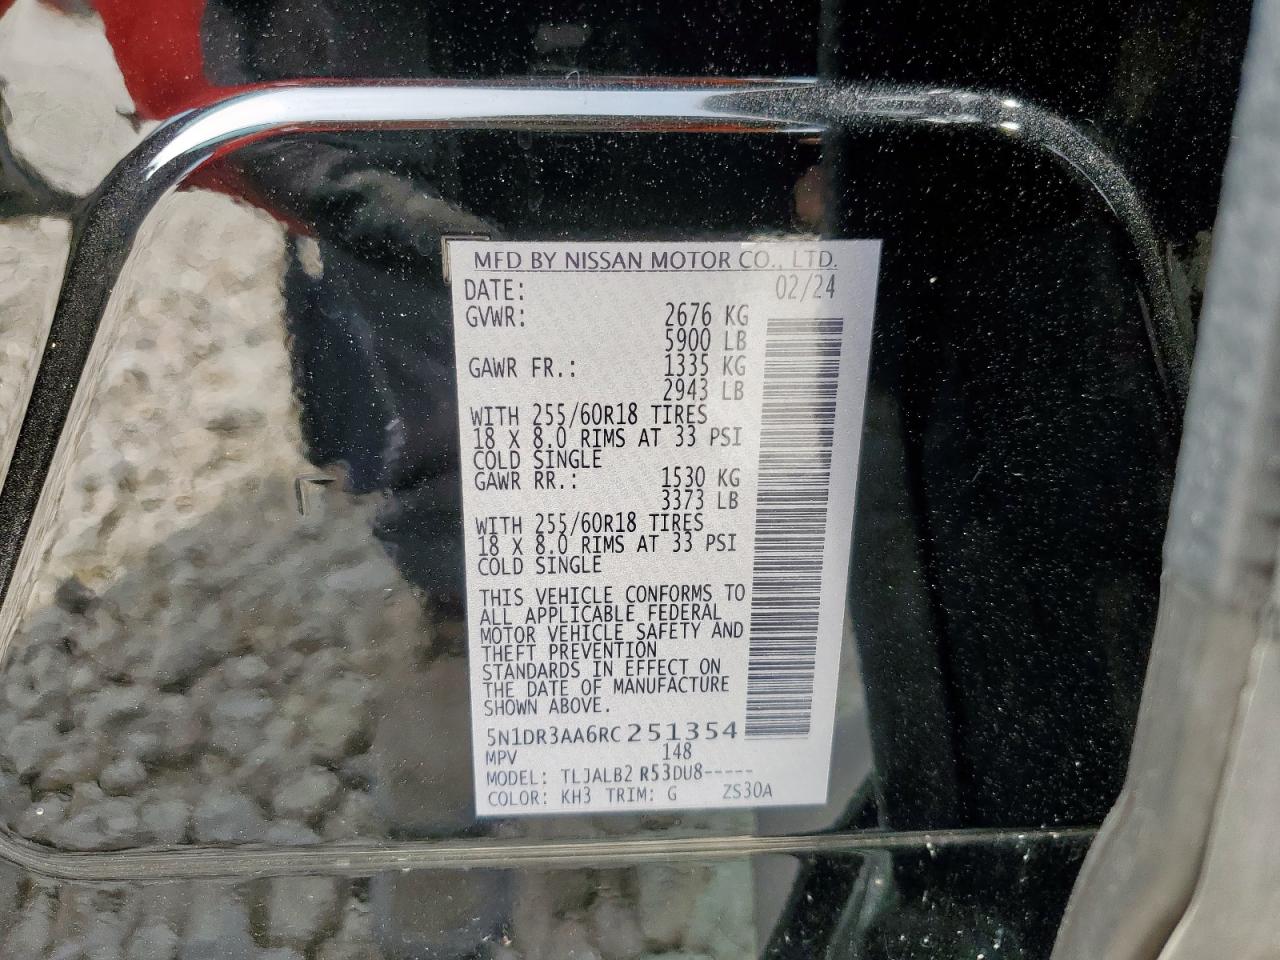 MFD BY NISSAN MOTOR CO., LTD.
DATE: 02/24
GVWR: 2676 KG
5900 LB
GAWR FR.: 1335 KG
2943 LB
WITH 255/60R18 TIRES
18 X 8.0 RIMS AT 33 PSI
COLD SINGLE
GAWR RR.: 1530 KG
3373 LB
WITH 255/60R18 TIRES
18 X 8.0 RIMS AT 33 PSI
COLD SINGLE
THIS VEHICLE CONFORMS TO
ALL APPLICABLE FEDERAL
MOTOR VEHICLE SAFETY AND
THEFT PREVENTION
STANDARDS IN EFFECT ON
THE DATE OF MANUFACTURE
SHOWN ABOVE.
5N1DR3AA6RC251354
MPV 148
MODEL: TLJALB2 R53DU8-----
COLOR: KH3 TRIM: G ZS30A